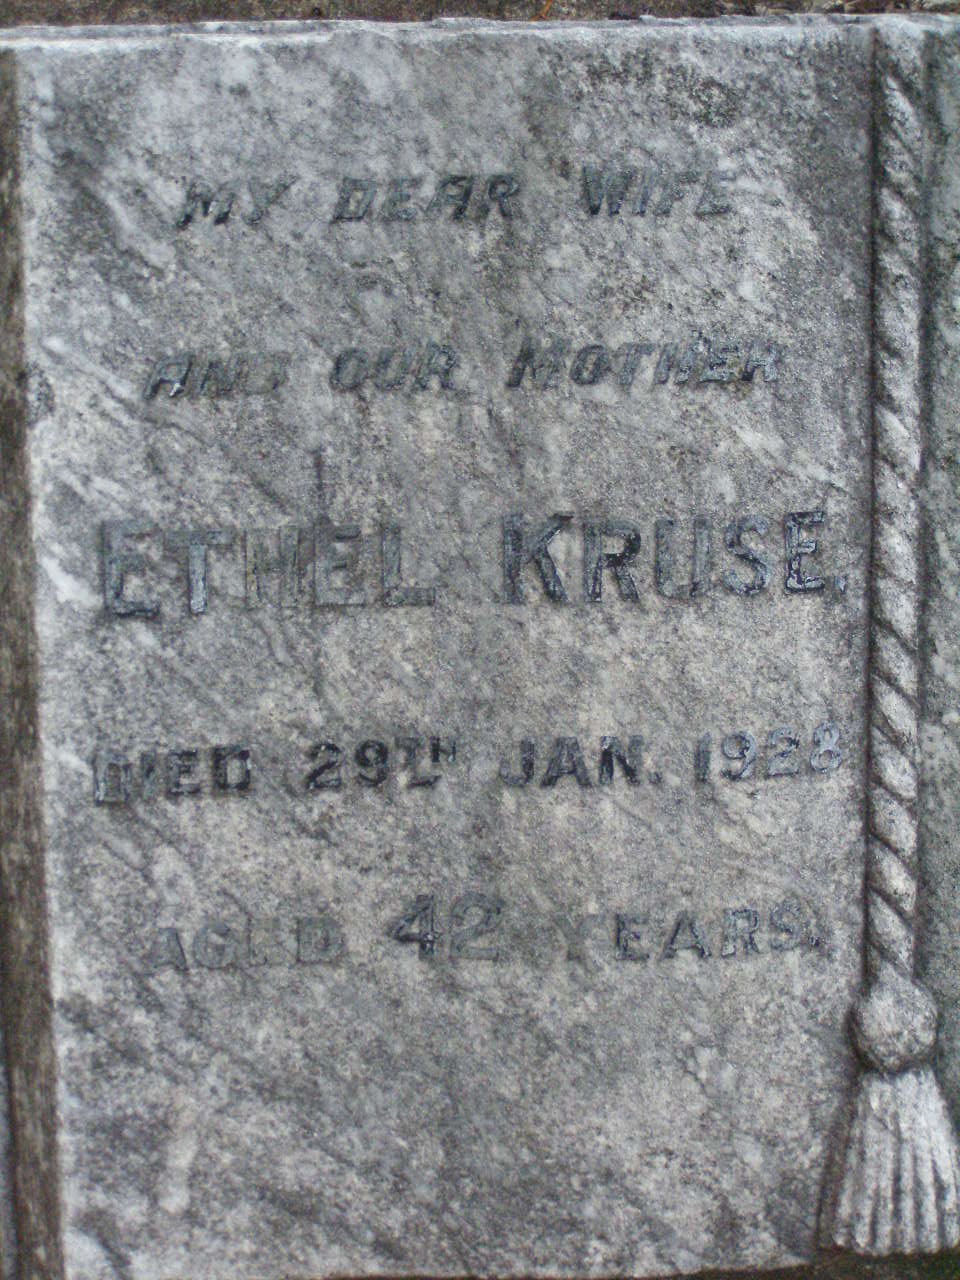 MY DEAR WIFE
AND OUR MOTHER
ETHEL KRUSE.
DIED 29TH JAN. 1928
AGED 42 YEARS.